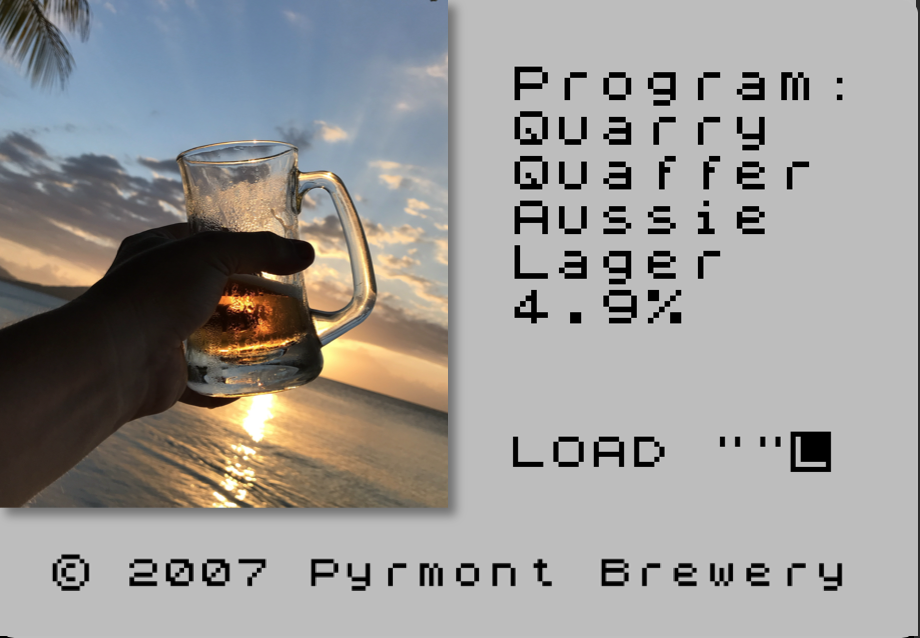 Program:
Quarry
Quaffer
Aussie
Lager
4.9%
LOAD ""L
© 2007 Pyrmont Brewery